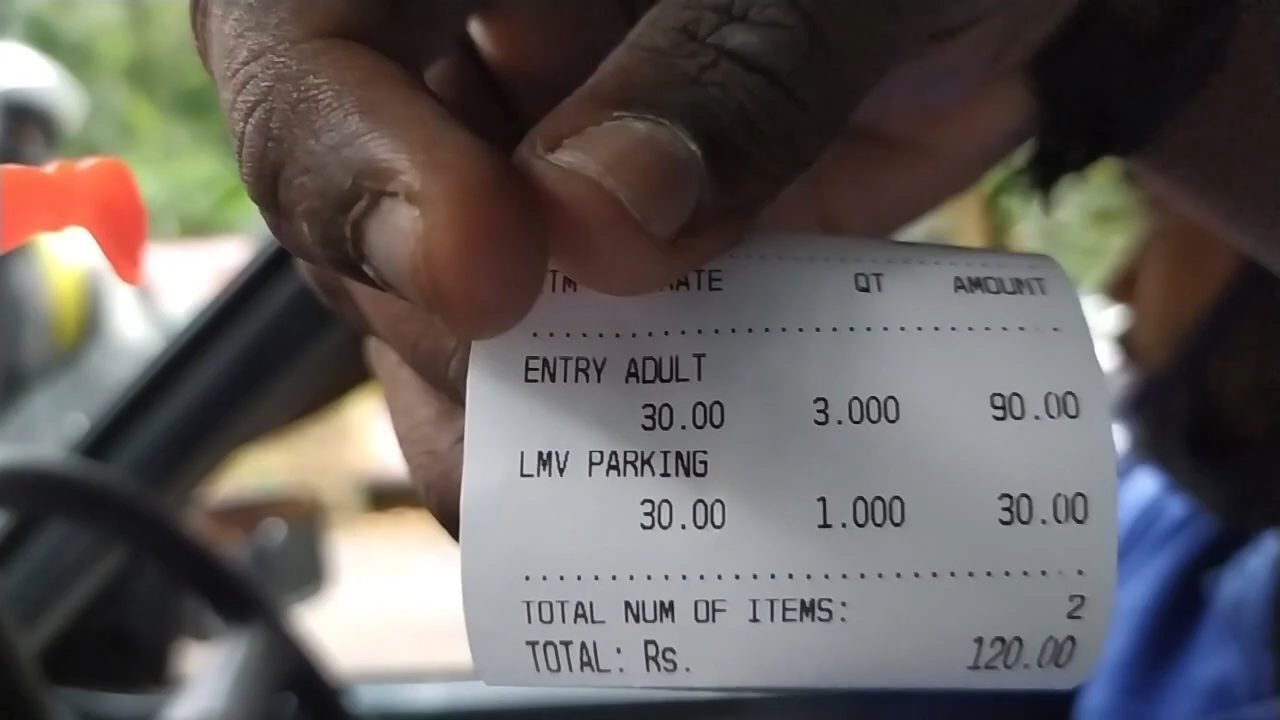 QT AMOUNT
ENTRY ADULT
30.00 3.000 90.00
LMV PARKING
30.00 1.000 30.00
TOTAL NUM OF ITEMS: 2
TOTAL: Rs. 120.00